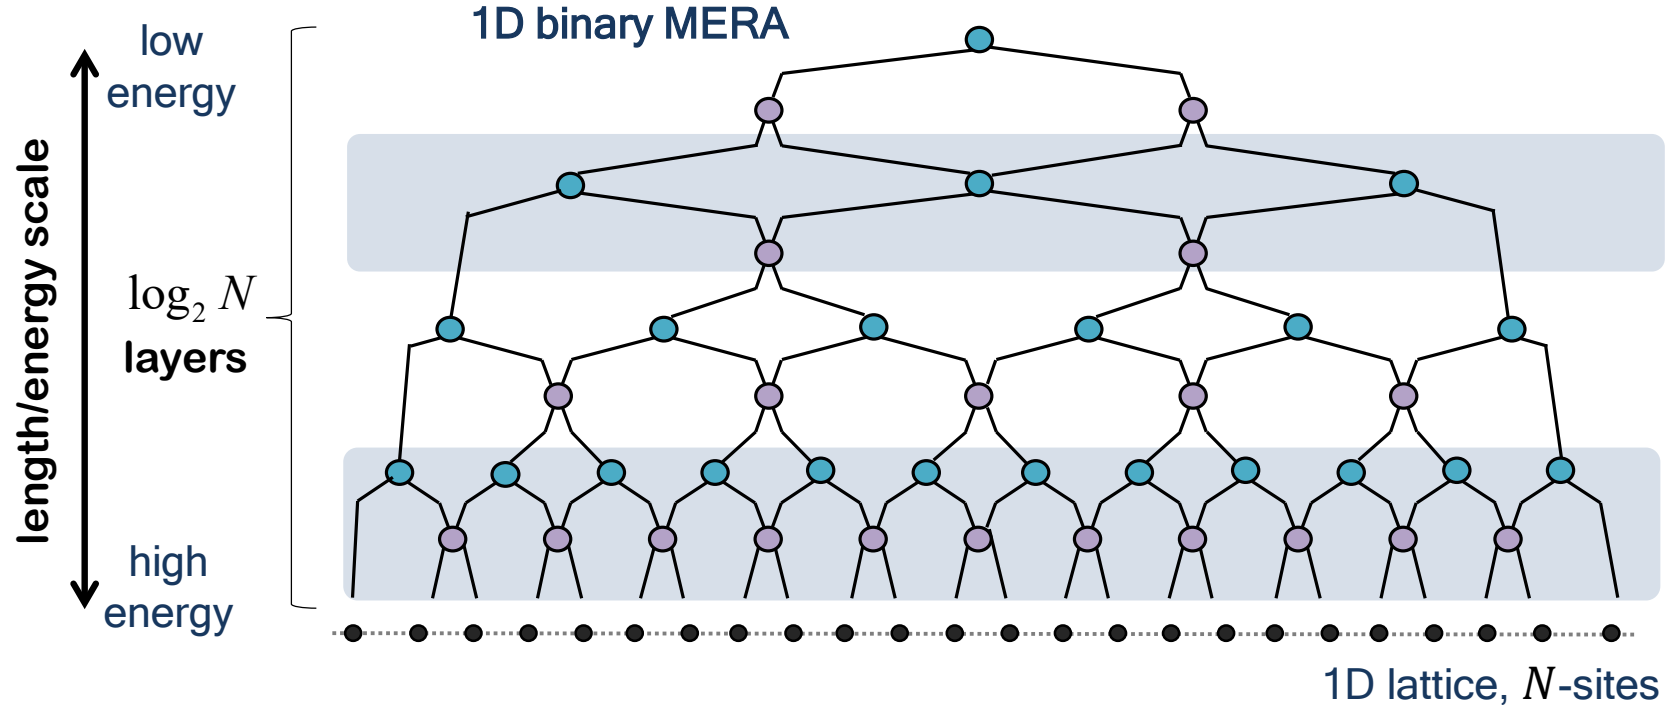 1D binary MERA
low
energy
length/energy scale
log₂ N
layers
high
energy
1D lattice, N-sites